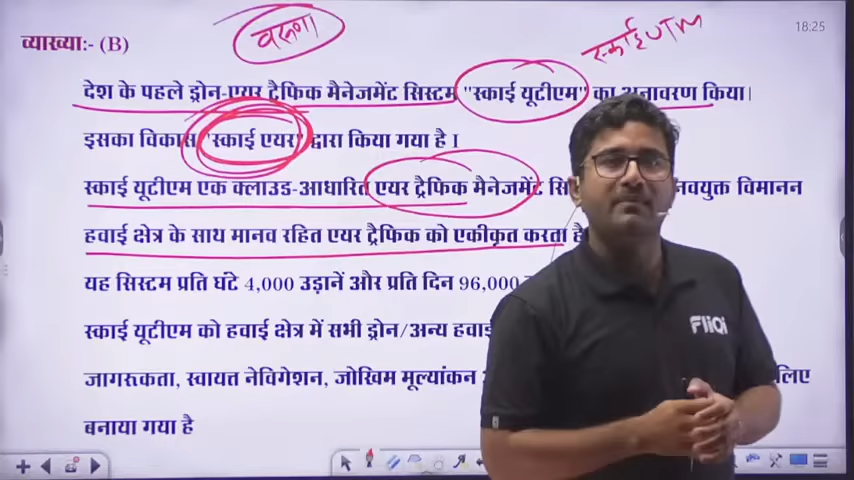 वरुणा
स्काई UTM
18:25
व्याख्या:- (B)
देश के पहले ड्रोन-एयर ट्रैफिक मैनेजमेंट सिस्टम "स्काई यूटीएम" का अनावरण किया।
इसका विकास "स्काई एयर" द्वारा किया गया है I
स्काई यूटीएम एक क्लाउड-आधारित एयर ट्रैफिक मैनेजमेंट विमानन
हवाई क्षेत्र के साथ मानव रहित एयर ट्रैफिक को एकीकृत करता है
यह सिस्टम प्रति घंटे 4,000 उड़ानें और प्रति दिन 96,000
स्काई यूटीएम को हवाई क्षेत्र में सभी ड्रोन/अन्य हवाई
जागरूकता, स्वायत्त नेविगेशन, जोखिम मूल्यांकन लिए
बनाया गया है
FLiQi